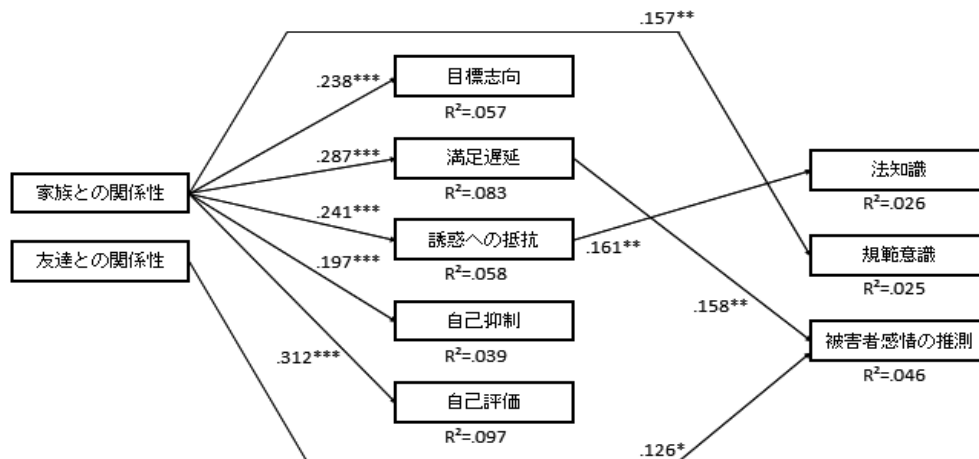 .157**
.238***
目標志向
R²=.057
.287***
満足遅延
R²=.083
法知識
R²=.026
家族との関係性
.241***
誘惑への抵抗
R²=.058
.161**
友達との関係性
規範意識
R²=.025
.197***
自己抑制
R²=.039
.158**
被害者感情の推測
R²=.046
.312***
自己評価
R²=.097
.126*